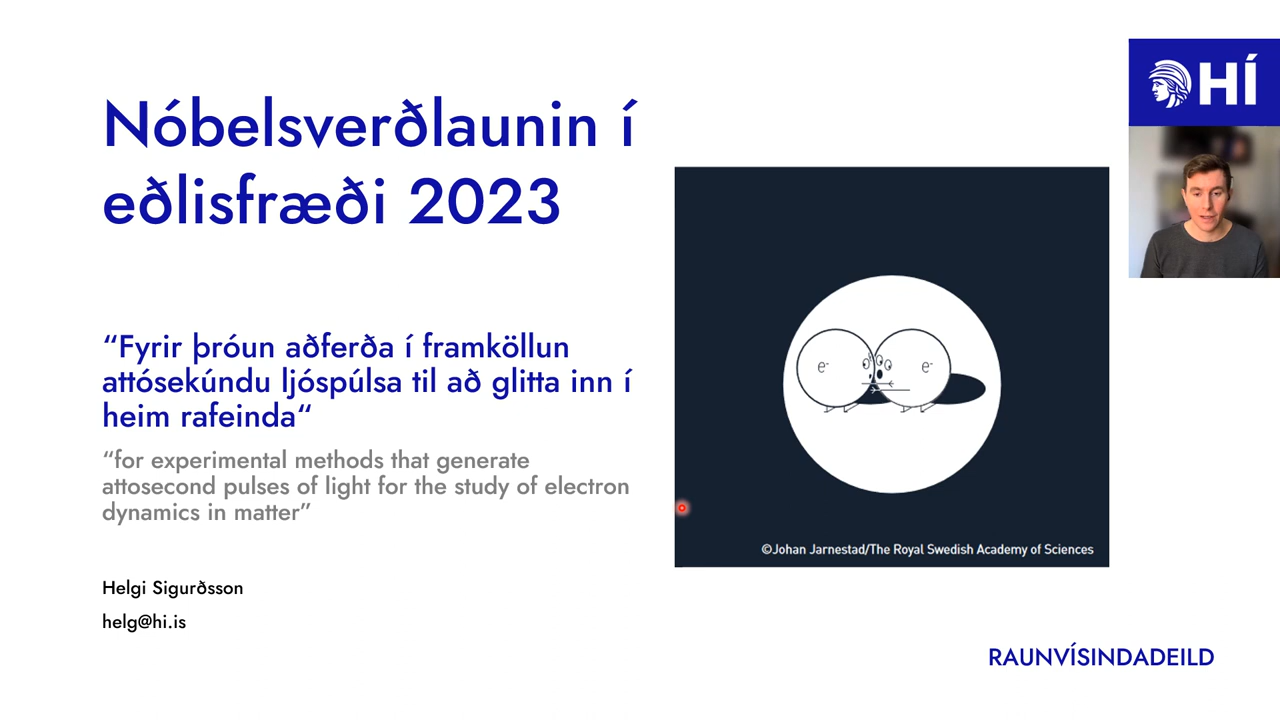 Nóbelsverðlaunin í
eðlisfræði 2023
“Fyrir þróun aðferða í framköllun
attósekúndu ljóspúlsa til að glitta inn í
heim rafeinda“
“for experimental methods that generate
attosecond pulses of light for the study of electron
dynamics in matter”
Helgi Sigurðsson
helg@hi.is
e⁻
e⁻
©Johan Jarnestad/The Royal Swedish Academy of Sciences
HÍ
RAUNVÍSINDADEILD